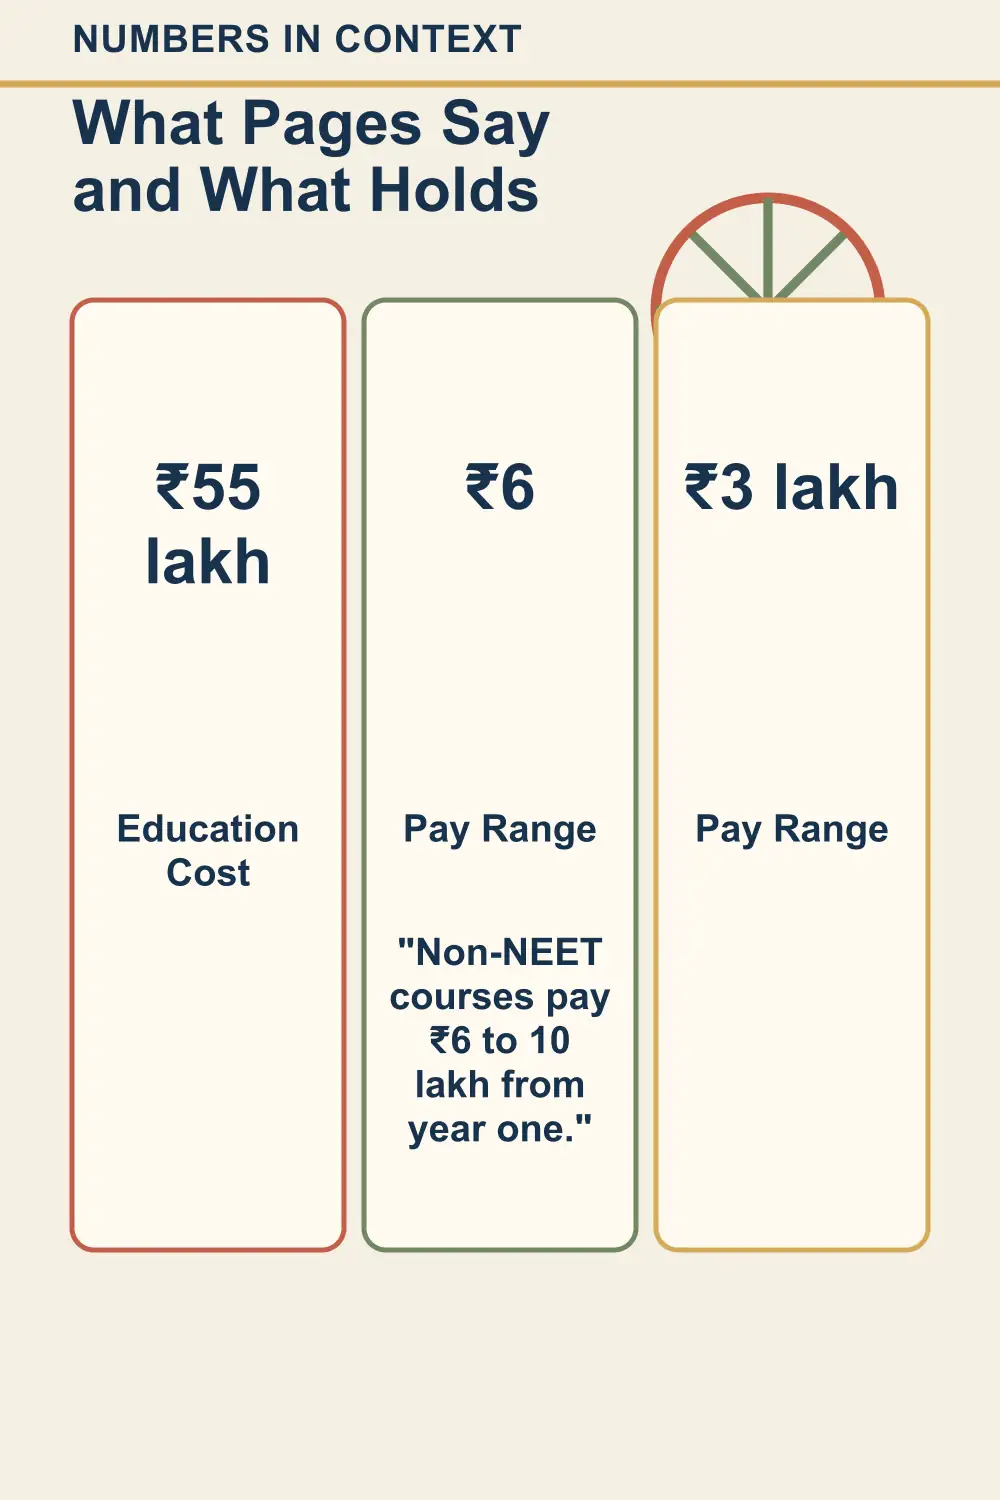 NUMBERS IN CONTEXT
What Pages Say
and What Holds
₹55
lakh
Education
Cost
₹6
Pay Range
"Non-NEET
courses pay
₹6 to 10
lakh from
year one."
₹3 lakh
Pay Range